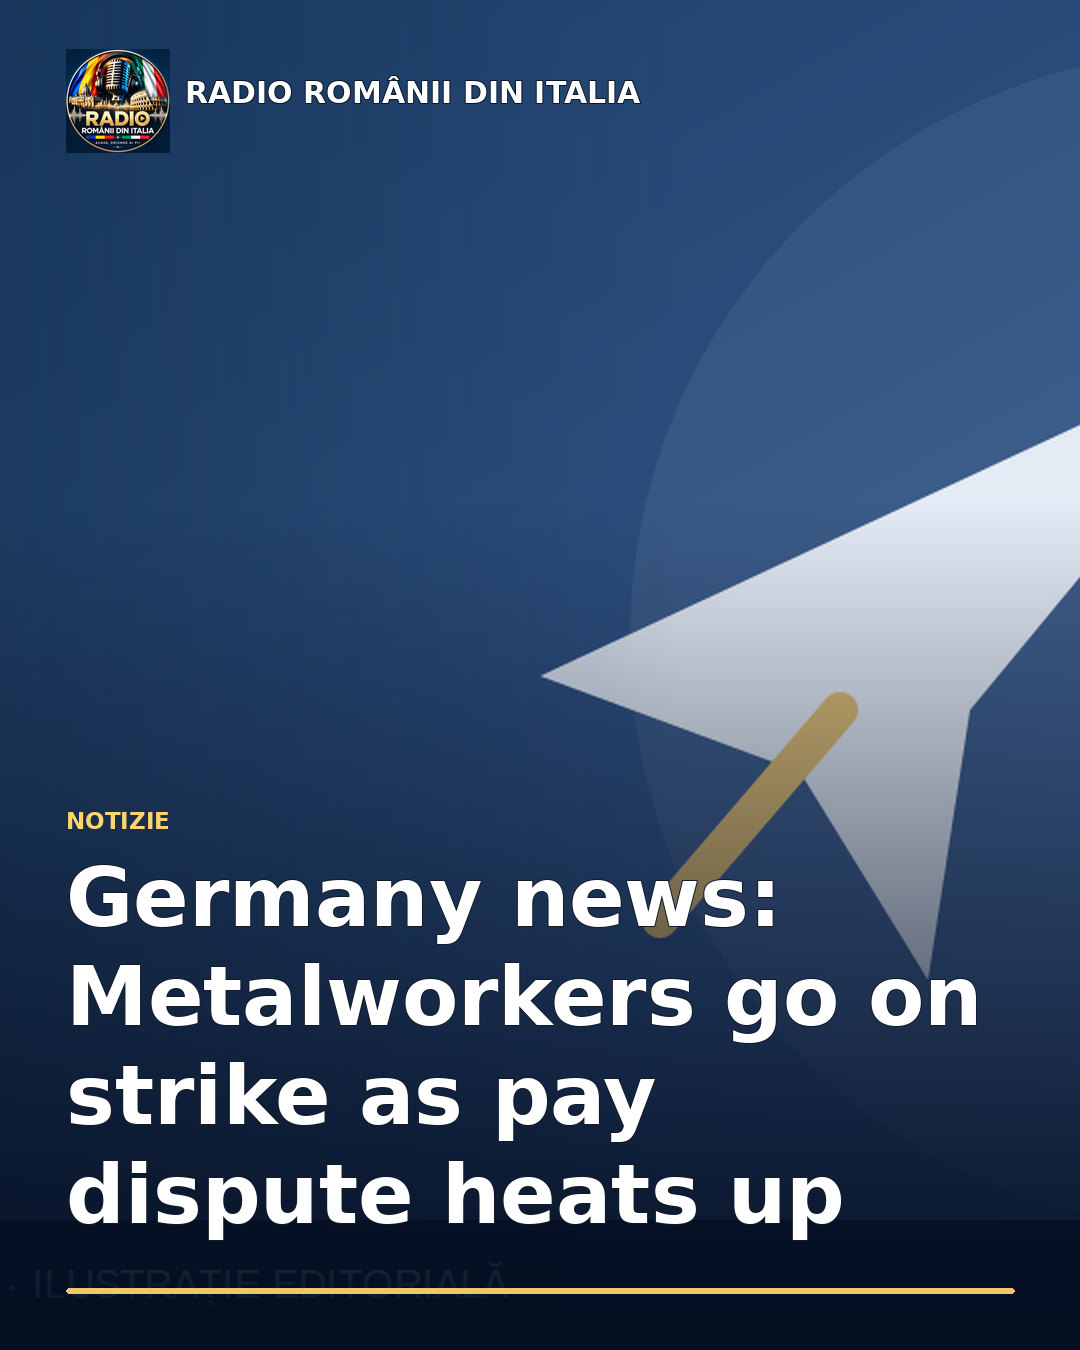 RADIO ROMÂNII DIN ITALIA
RADIO
ROMÂNII DIN ITALIA
NOTIZIE
Germany news:
Metalworkers go on
strike as pay
dispute heats up
· ILUSTRAȚIE EDITORIALĂ